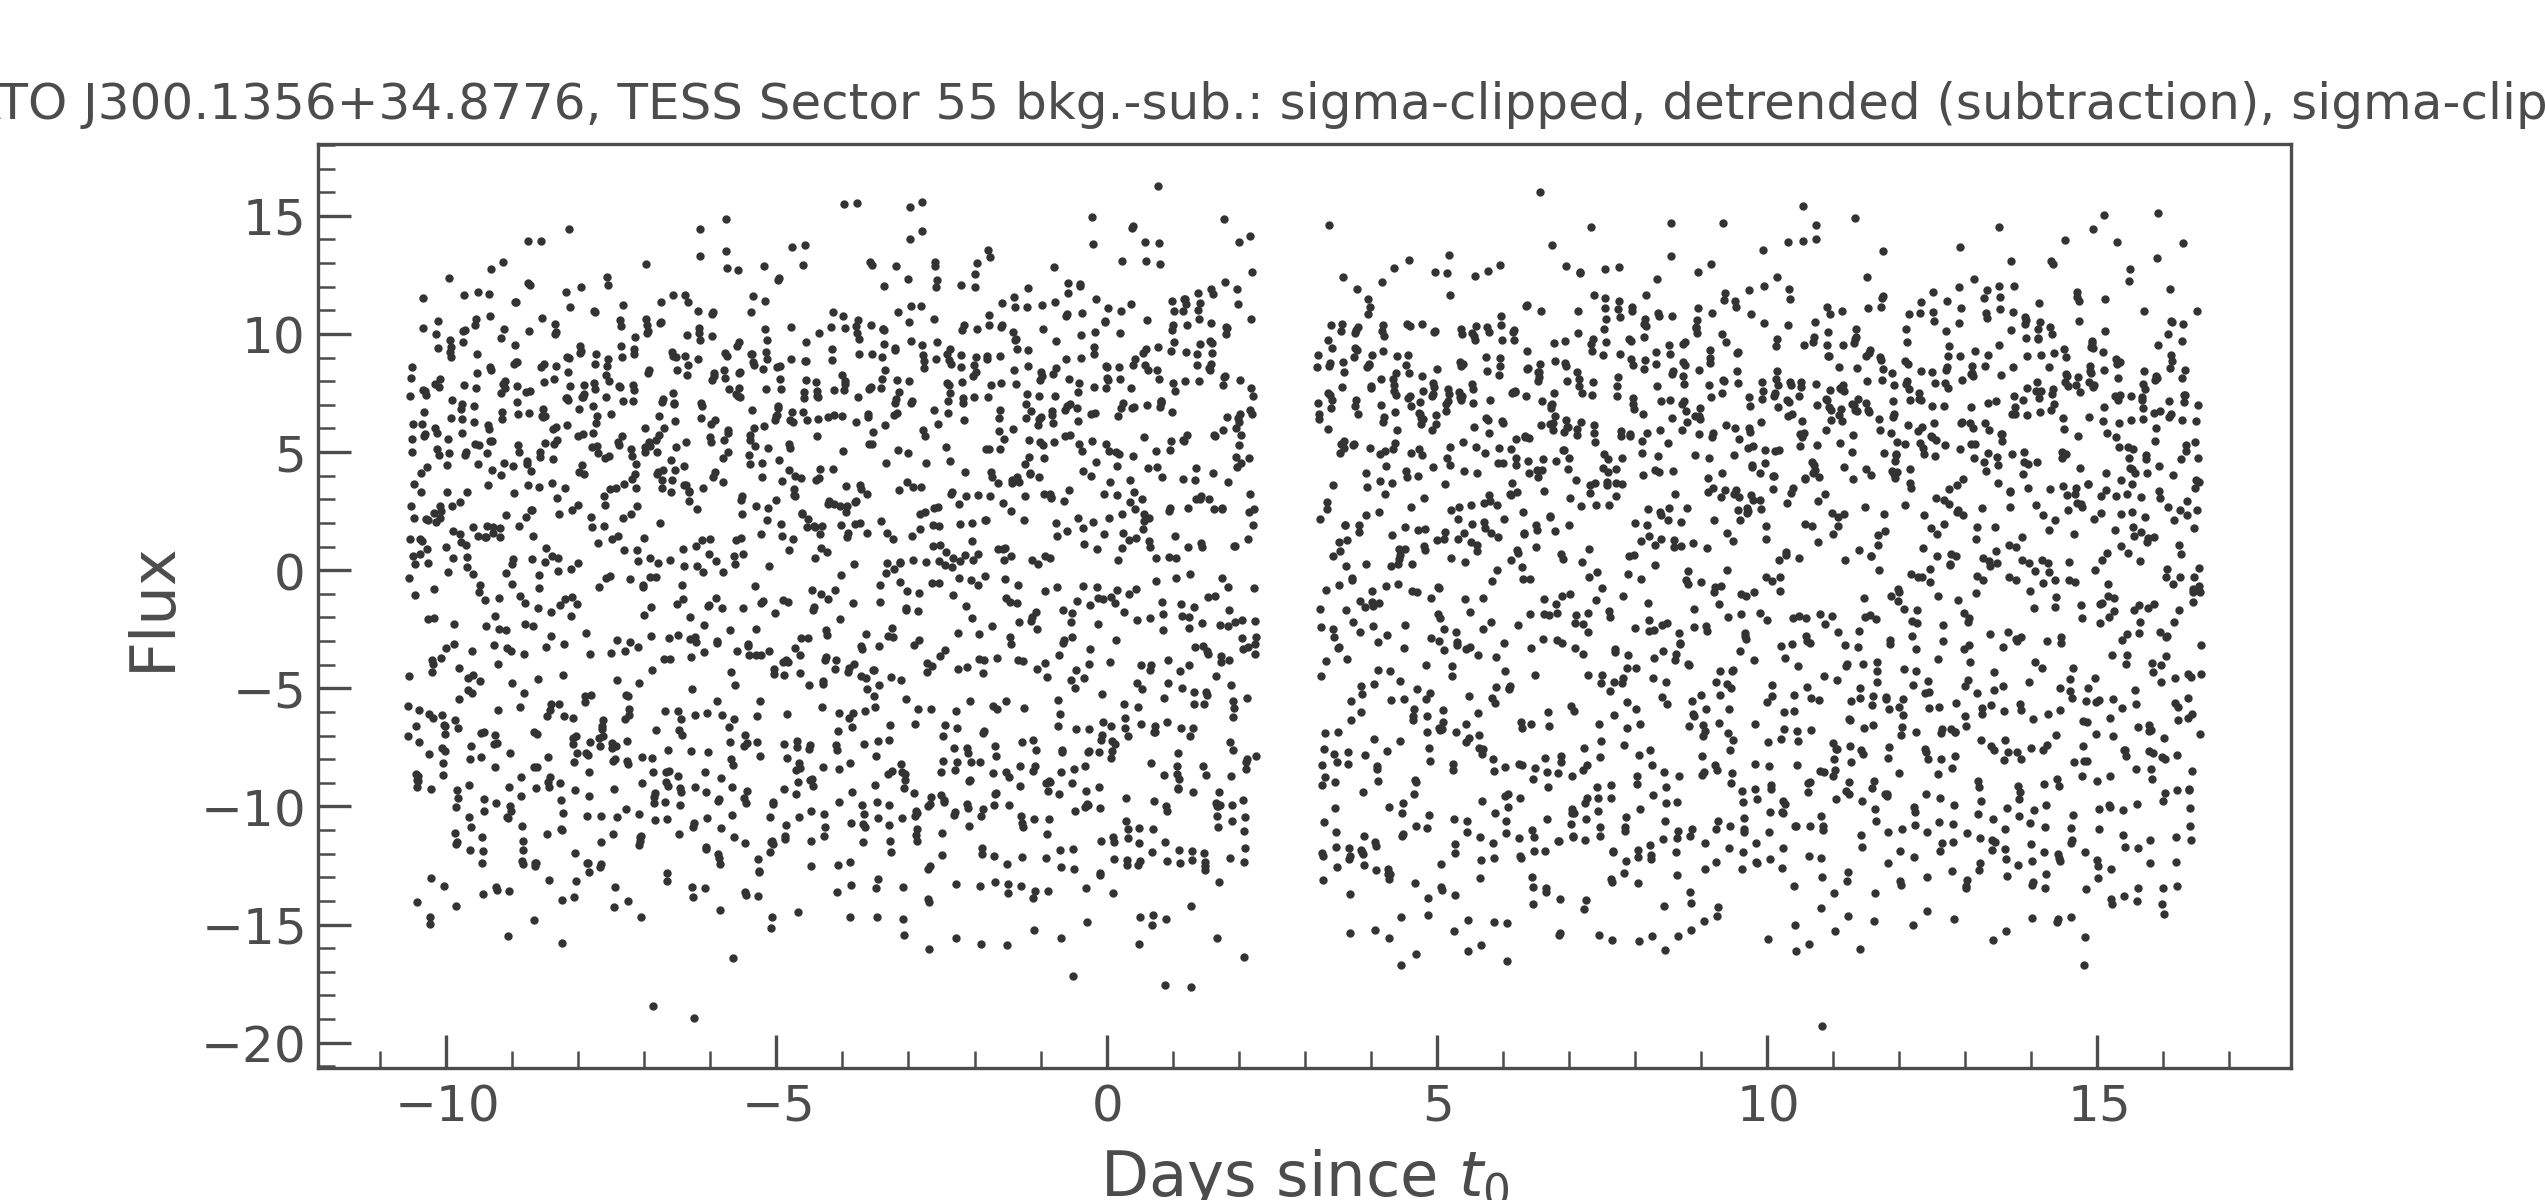 TO J300.1356+34.8776, TESS Sector 55 bkg.-sub.: sigma-clipped, detrended (subtraction), sigma-clip
15
10
5
0
−5
−10
−15
−20
Flux
−10 −5 0 5 10 15
Days since t₀